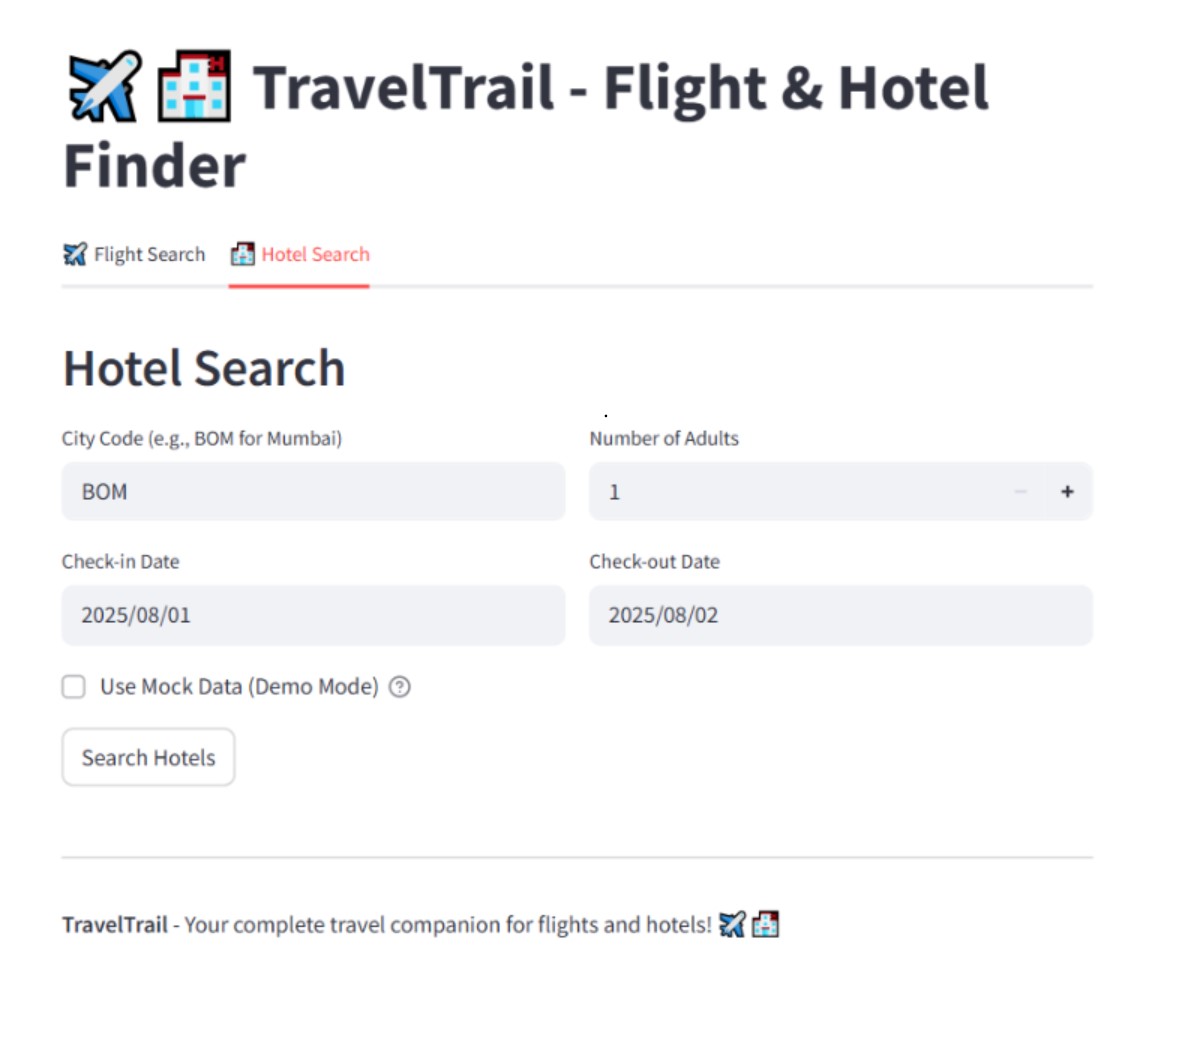 TravelTrail - Flight & Hotel
Finder
Flight Search Hotel Search
Hotel Search
City Code (e.g., BOM for Mumbai) Number of Adults
BOM 1 − +
Check-in Date Check-out Date
2025/08/01 2025/08/02
Use Mock Data (Demo Mode) ?
Search Hotels
TravelTrail - Your complete travel companion for flights and hotels!